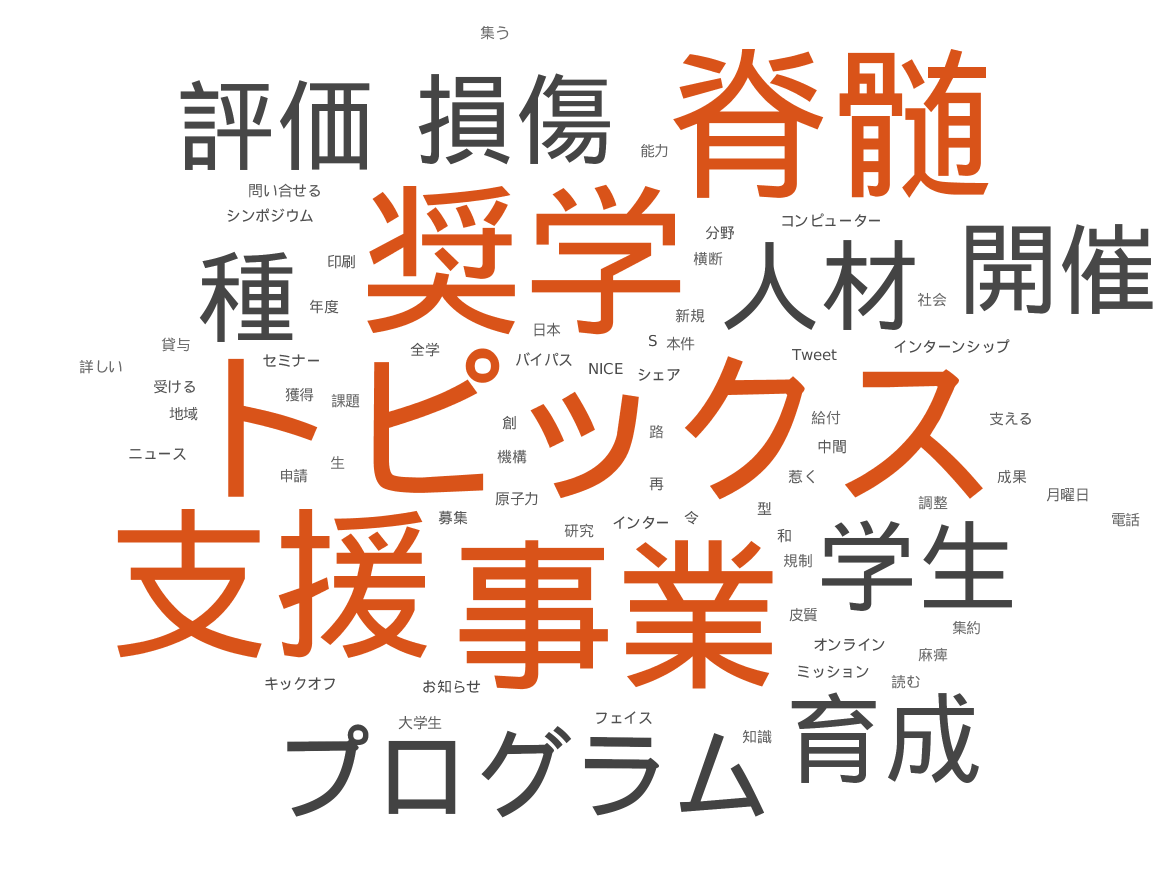 集う
脊髄
評価
損傷
能力
問い合せる
シンポジウム
奨学
コンピューター
分野
横断
開催
人材
種
印刷
年度
社会
新規
日本
S
本件
貸与
全学
バイパス
NICE
シェア
Tweet
インターンシップ
詳しい
セミナー
受ける
獲得
課題
地域
トピックス
創
路
給付
支える
ニュース
機構
中間
申請
生
再
惹く
成果
原子力
月曜日
調整
型
電話
募集
研究
インター
令
和
支援
事業
規制
学生
皮質
集約
オンライン
麻痺
ミッション
読む
キックオフ
お知らせ
育成
大学生
フェイス
知識
プログラム